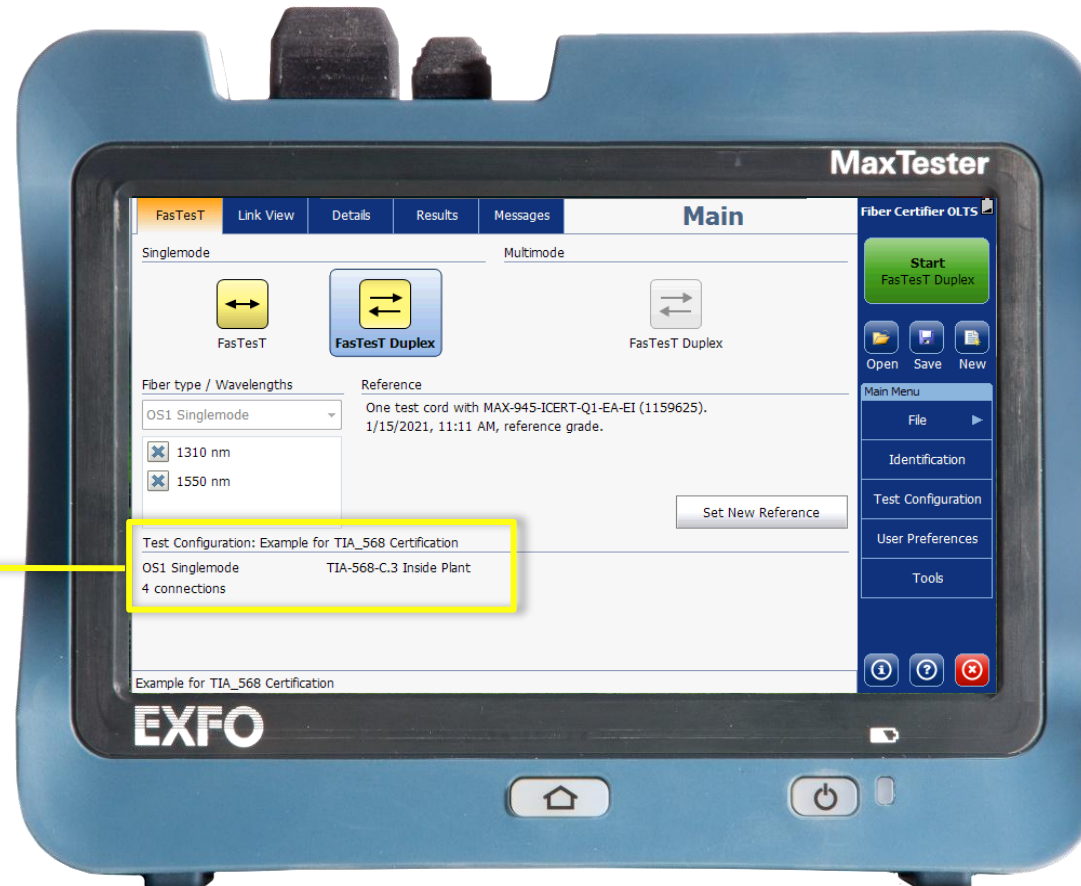 MaxTester
FasTesT
Link View
Details
Results
Messages
Main
Fiber Certifier OLTS
Singlemode
Multimode
Start
FasTesT Duplex
FasTesT
FasTesT Duplex
FasTesT Duplex
Open
Save
New
Fiber type / Wavelengths
Reference
OS1 Singlemode
One test cord with MAX-945-ICERT-Q1-EA-EI (1159625).
1/15/2021, 11:11 AM, reference grade.
1310 nm
1550 nm
Set New Reference
Main Menu
File
Identification
Test Configuration
User Preferences
Tools
Test Configuration: Example for TIA_568 Certification
OS1 Singlemode
TIA-568-C.3 Inside Plant
4 connections
Example for TIA_568 Certification
EXFO